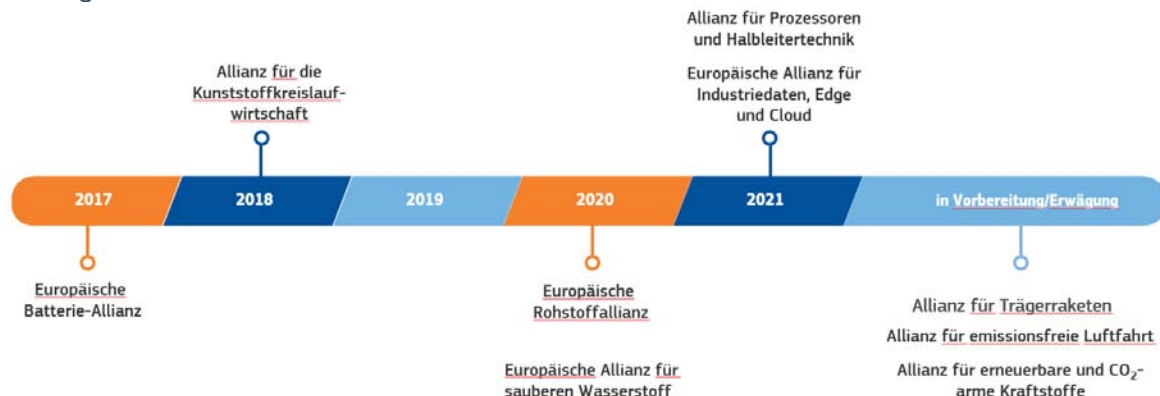 Allianz für Prozessoren
und Halbleitertechnik
Allianz für die
Kunststoffkreislauf-
wirtschaft
Europäische Allianz für
Industriedaten, Edge
und Cloud
2017
2018
2019
2020
2021
in Vorbereitung/Erwägung
Europäische
Batterie-Allianz
Europäische
Rohstoffallianz
Europäische Allianz für
sauberen Wasserstoff
Allianz für Trägerraketen
Allianz für emissionsfreie Luftfahrt
Allianz für erneuerbare und CO₂-
arme Kraftstoffe